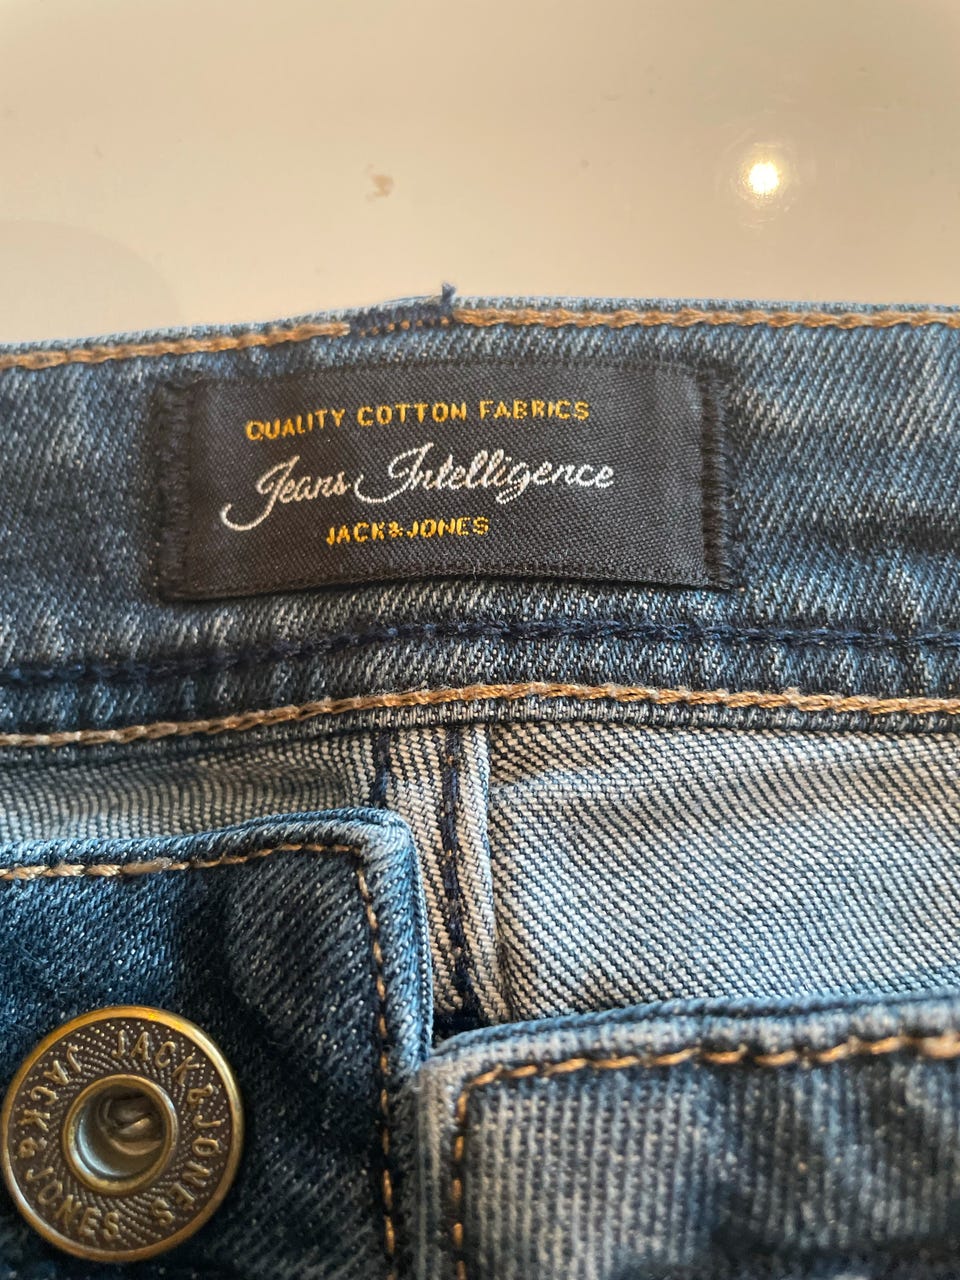 QUALITY COTTON FABRICS
Jeans Intelligence
JACK&JONES
JACK & JONES
JACK & JONES